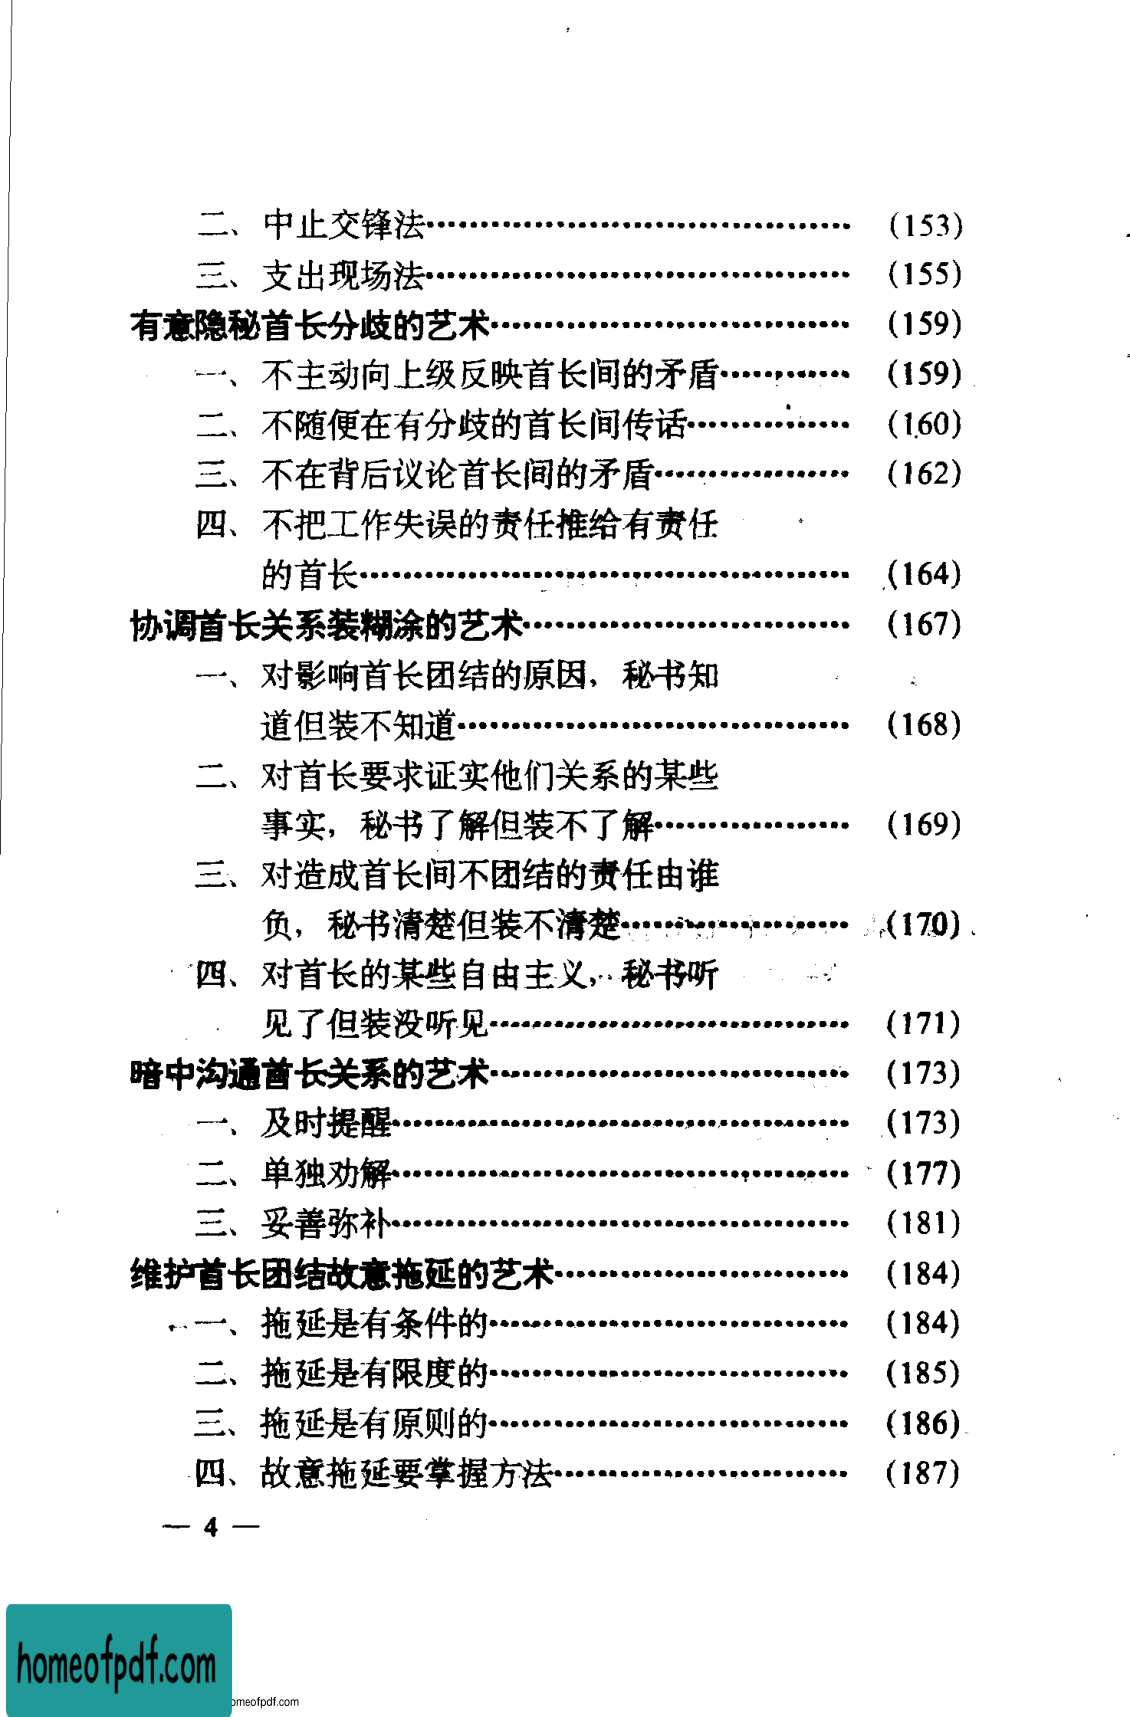 二、中止交锋法…………………………………… (153)
三、支出现场法…………………………………… (155)
有意隐秘首长分歧的艺术……………………………… (159)
一、不主动向上级反映首长间的矛盾………… (159)
二、不随便在有分歧的首长间传话…………… (160)
三、不在背后议论首长间的矛盾……………… (162)
四、不把工作失误的责任推给有责任
的首长………………………………………… (164)
协调首长关系装糊涂的艺术…………………………… (167)
一、对影响首长团结的原因，秘书知
道但装不知道………………………………… (168)
二、对首长要求证实他们关系的某些
事实，秘书了解但装不了解……………… (169)
三、对造成首长间不团结的责任由谁
负，秘书清楚但装不清楚………………… (170)
四、对首长的某些自由主义，秘书听
见了但装没听见……………………………… (171)
暗中沟通首长关系的艺术……………………………… (173)
一、及时提醒……………………………………… (173)
二、单独劝解……………………………………… (177)
三、妥善弥补……………………………………… (181)
维护首长团结故意拖延的艺术………………………… (184)
一、拖延是有条件的……………………………… (184)
二、拖延是有限度的……………………………… (185)
三、拖延是有原则的……………………………… (186)
四、故意拖延要掌握方法………………………… (187)
— 4 —
homeofpdf.com
omeofpdf.com